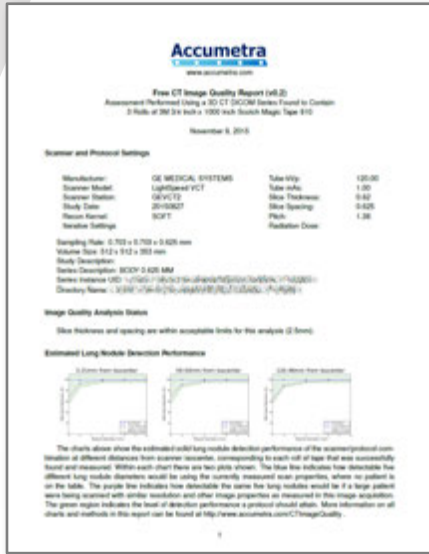 Accumetra
www.accumetra.com
Free CT Image Quality Report (v0.2)
Assessment Performed Using a 3D CT DICOM Series Found to Contain
3 Rolls of 3M 3/4 Inch x 1000 Inch Scotch Magic Tape 810
November 9, 2015
Scanner and Protocol Settings
Manufacturer: GE MEDICAL SYSTEMS Tube kVp: 120.00
Scanner Model: LightSpeed VCT Tube mAs: 1.00
Scanner Station: GEVCT2 Slice Thickness: 0.62
Study Date: 20150827 Slice Spacing: 0.625
Recon Kernel: SOFT Pitch:
Iterative Settings Radiation Dose:
Sampling Rate: 0.703 x 0.703 x 0.625 mm
Volume Size: 512 x 512 x 353 mm
Study Description:
Series Description: BODY 0.625 MM
Series Instance UID:
Directory Name:
Image Quality Analysis Status
Slice thickness and spacing are within acceptable limits for this analysis (2.5mm).
Estimated Lung Nodule Detection Performance
from isocenter from isocenter from isocenter
The charts above show the estimated solid lung nodule detection performance of the scanner/protocol com-
bination at different distances from scanner isocenter, corresponding to each roll of tape that was successfully
found and measured. Within each chart there are two plots shown. The blue line indicates how detectable five
different lung nodule diameters would be using the currently measured scan properties, where no patient is
on the table. The purple line indicates how detectable the same five lung nodules would be if a large patient
were being scanned with similar resolution and other image properties as measured in this image acquisition.
The green region indicates the level of detection performance a protocol should attain. More information on all
charts and methods in this report can be found at http://www.accumetra.com/CTImageQuality .
1